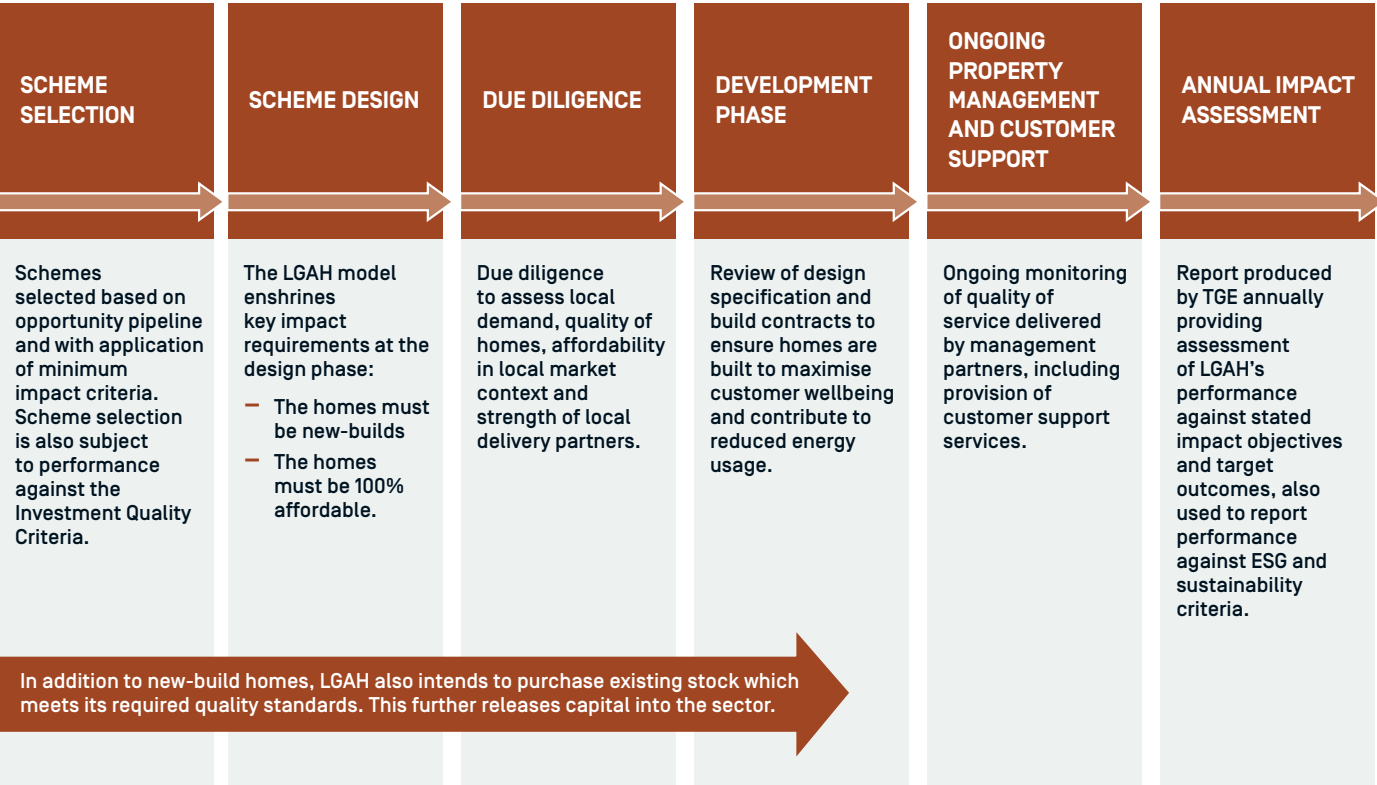 SCHEME
SELECTION
Schemes
selected based on
opportunity pipeline
and with application
of minimum
impact criteria.
Scheme selection
is also subject
to performance
against the
Investment Quality
Criteria.
SCHEME DESIGN
The LGAH model
enshrines
key impact
requirements at the
design phase:
– The homes must
be new-builds
– The homes
must be 100%
affordable.
DUE DILIGENCE
Due diligence
to assess local
demand, quality of
homes, affordability
in local market
context and
strength of local
delivery partners.
DEVELOPMENT
PHASE
Review of design
specification and
build contracts to
ensure homes are
built to maximise
customer wellbeing
and contribute to
reduced energy
usage.
ONGOING
PROPERTY
MANAGEMENT
AND CUSTOMER
SUPPORT
Ongoing monitoring
of quality of
service delivered
by management
partners, including
provision of
customer support
services.
ANNUAL IMPACT
ASSESSMENT
Report produced
by TGE annually
providing
assessment
of LGAH's
performance
against stated
impact objectives
and target
outcomes, also
used to report
performance
against ESG and
sustainability
criteria.
In addition to new-build homes, LGAH also intends to purchase existing stock which
meets its required quality standards. This further releases capital into the sector.